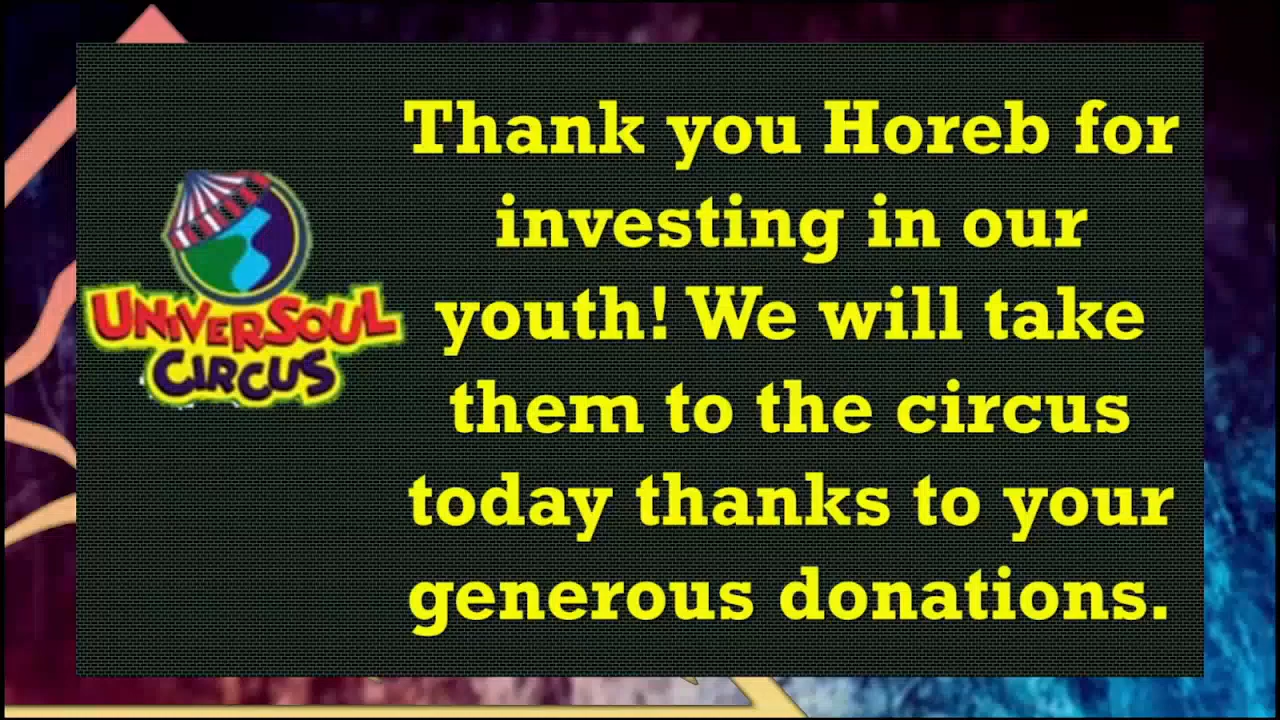 UNIVERSOUL
CIRCUS
Thank you Horeb for
investing in our
youth! We will take
them to the circus
today thanks to your
generous donations.